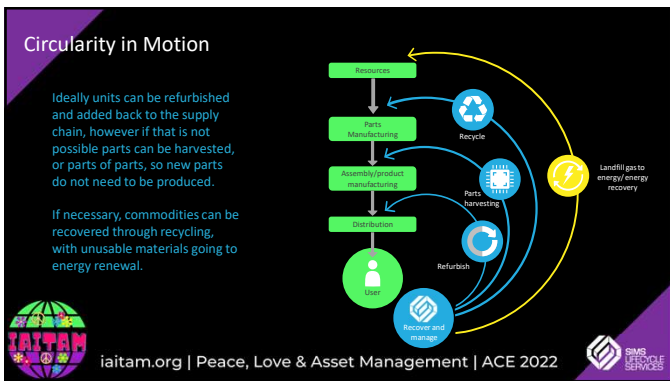 Circularity in Motion
Ideally units can be refurbished
and added back to the supply
chain, however if that is not
possible parts can be harvested,
or parts of parts, so new parts
do not need to be produced.
If necessary, commodities can be
recovered through recycling,
with unusable materials going to
energy renewal.
Resources
Parts
Manufacturing
Assembly/product
manufacturing
Distribution
User
Recycle
Parts
harvesting
Refurbish
Recover and
manage
Landfill gas to
energy/ energy
recovery
IAITAM
iaitam.org | Peace, Love & Asset Management | ACE 2022
SIMS
LIFECYCLE
SERVICES